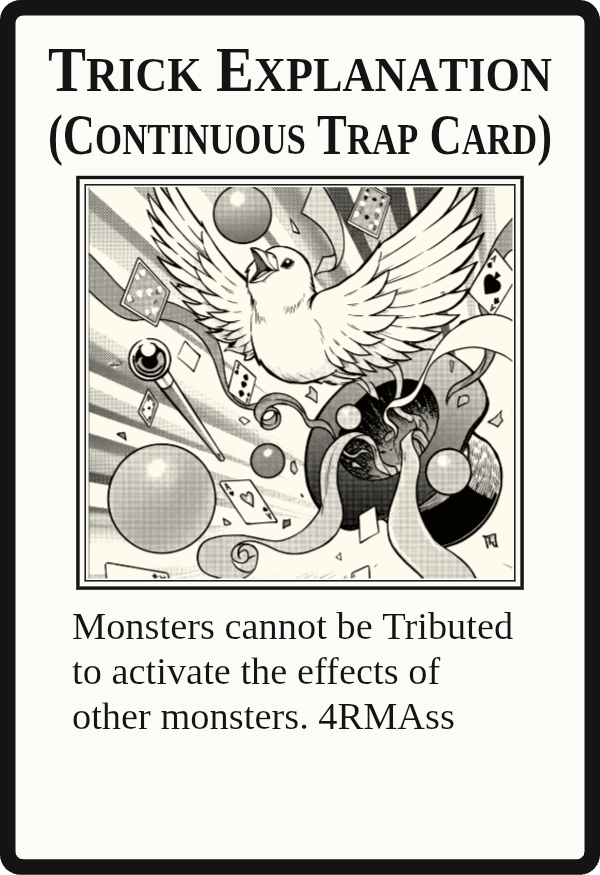 Trick Explanation
(Continuous Trap Card)
Monsters cannot be Tributed
to activate the effects of
other monsters. 4RMAss